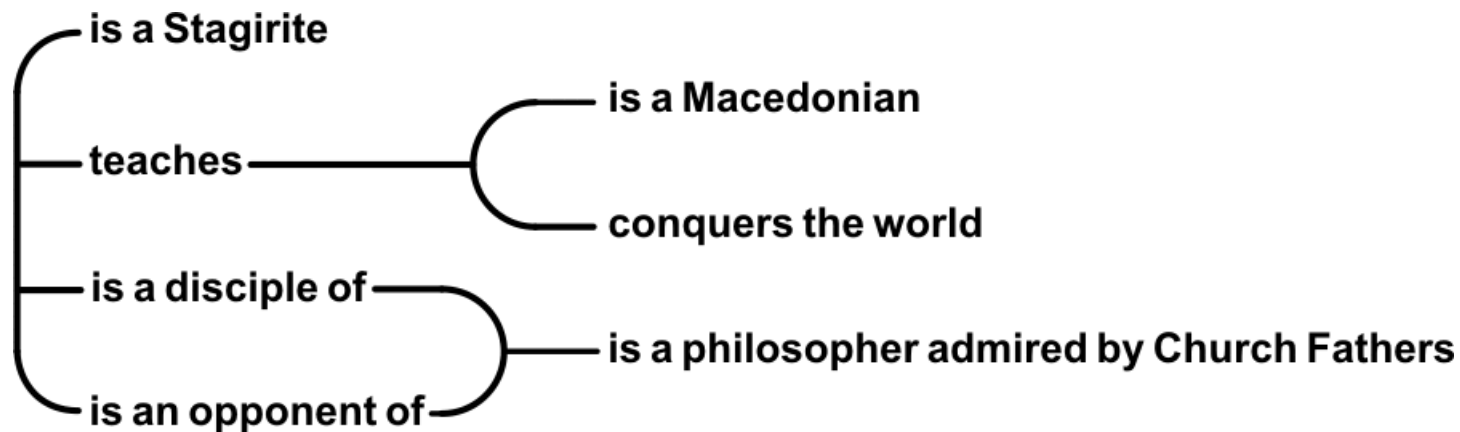 is a Stagirite
is a Macedonian
teaches
conquers the world
is a disciple of
is a philosopher admired by Church Fathers
is an opponent of